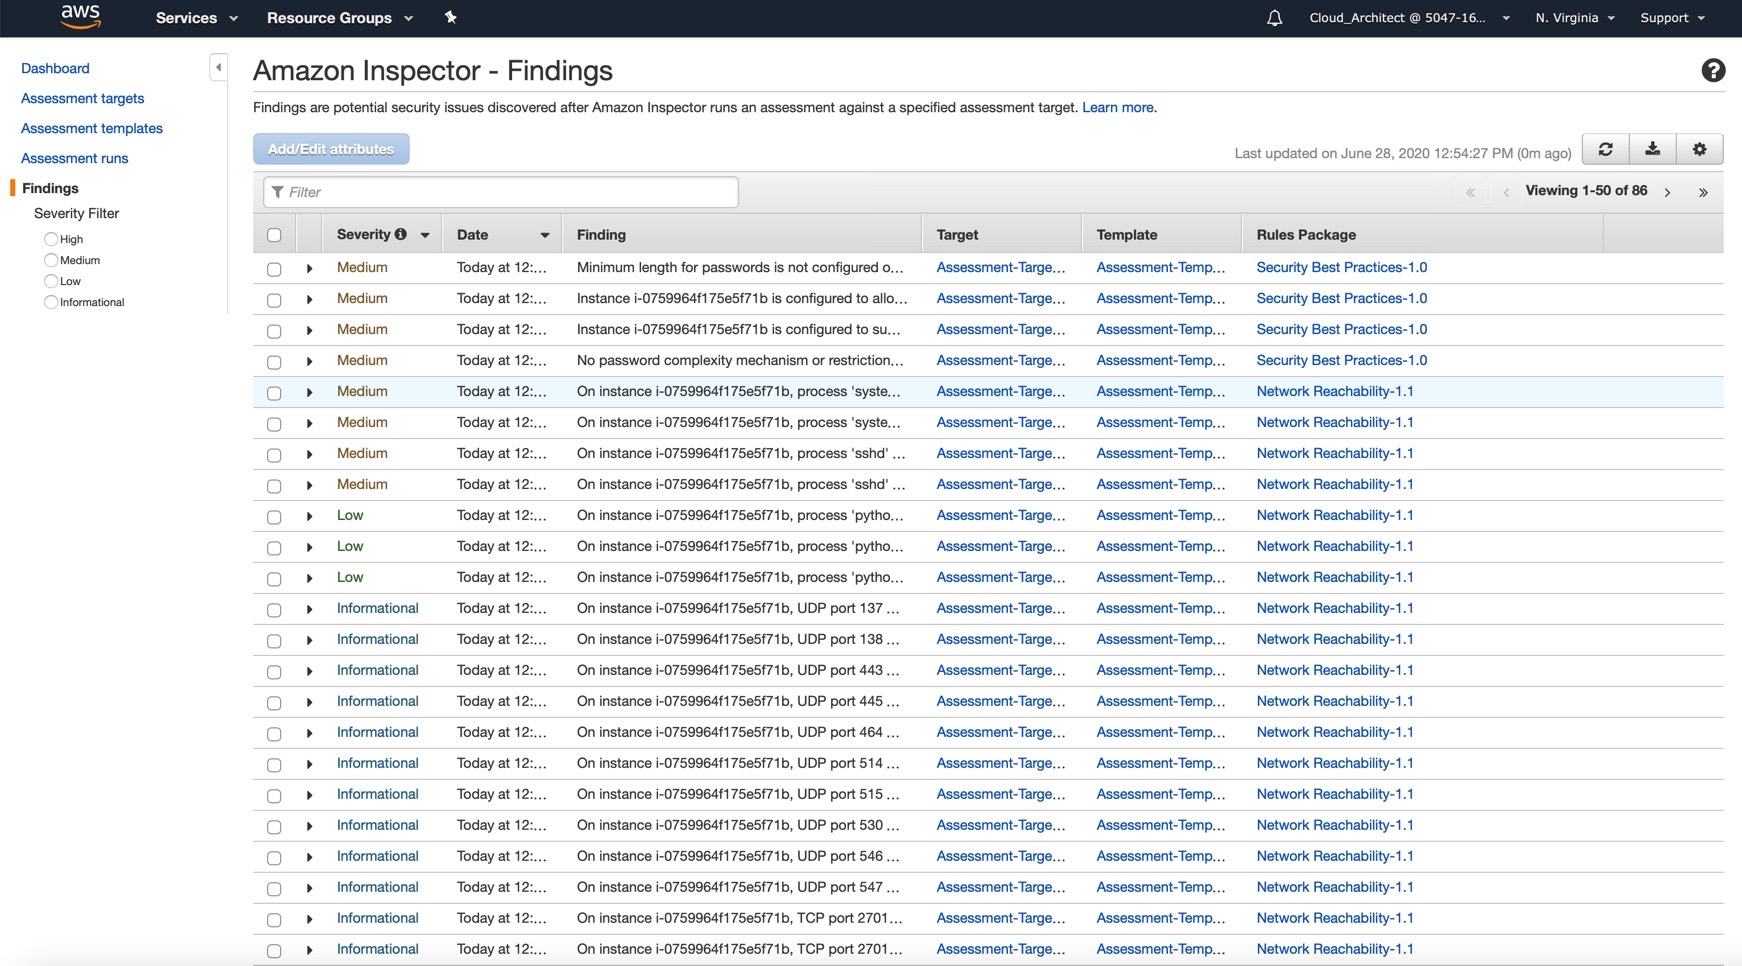 aws Services Resource Groups Cloud_Architect @ 5047-16... N. Virginia Support
Dashboard
Assessment targets
Assessment templates
Assessment runs
Findings
Severity Filter
High
Medium
Low
Informational
Amazon Inspector - Findings
Findings are potential security issues discovered after Amazon Inspector runs an assessment against a specified assessment target. Learn more.
Add/Edit attributes
Last updated on June 28, 2020 12:54:27 PM (0m ago)
Filter
« ‹ Viewing 1-50 of 86 › »
Severity Date Finding Target Template Rules Package
Medium Today at 12:... Minimum length for passwords is not configured o... Assessment-Targe... Assessment-Temp... Security Best Practices-1.0
Medium Today at 12:... Instance i-0759964f175e5f71b is configured to allo... Assessment-Targe... Assessment-Temp... Security Best Practices-1.0
Medium Today at 12:... Instance i-0759964f175e5f71b is configured to su... Assessment-Targe... Assessment-Temp... Security Best Practices-1.0
Medium Today at 12:... No password complexity mechanism or restriction... Assessment-Targe... Assessment-Temp... Security Best Practices-1.0
Medium Today at 12:... On instance i-0759964f175e5f71b, process 'syste... Assessment-Targe... Assessment-Temp... Network Reachability-1.1
Medium Today at 12:... On instance i-0759964f175e5f71b, process 'syste... Assessment-Targe... Assessment-Temp... Network Reachability-1.1
Medium Today at 12:... On instance i-0759964f175e5f71b, process 'sshd' ... Assessment-Targe... Assessment-Temp... Network Reachability-1.1
Medium Today at 12:... On instance i-0759964f175e5f71b, process 'sshd' ... Assessment-Targe... Assessment-Temp... Network Reachability-1.1
Low Today at 12:... On instance i-0759964f175e5f71b, process 'pytho... Assessment-Targe... Assessment-Temp... Network Reachability-1.1
Low Today at 12:... On instance i-0759964f175e5f71b, process 'pytho... Assessment-Targe... Assessment-Temp... Network Reachability-1.1
Low Today at 12:... On instance i-0759964f175e5f71b, process 'pytho... Assessment-Targe... Assessment-Temp... Network Reachability-1.1
Informational Today at 12:... On instance i-0759964f175e5f71b, UDP port 137 ... Assessment-Targe... Assessment-Temp... Network Reachability-1.1
Informational Today at 12:... On instance i-0759964f175e5f71b, UDP port 138 ... Assessment-Targe... Assessment-Temp... Network Reachability-1.1
Informational Today at 12:... On instance i-0759964f175e5f71b, UDP port 443 ... Assessment-Targe... Assessment-Temp... Network Reachability-1.1
Informational Today at 12:... On instance i-0759964f175e5f71b, UDP port 445 ... Assessment-Targe... Assessment-Temp... Network Reachability-1.1
Informational Today at 12:... On instance i-0759964f175e5f71b, UDP port 464 ... Assessment-Targe... Assessment-Temp... Network Reachability-1.1
Informational Today at 12:... On instance i-0759964f175e5f71b, UDP port 514 ... Assessment-Targe... Assessment-Temp... Network Reachability-1.1
Informational Today at 12:... On instance i-0759964f175e5f71b, UDP port 515 ... Assessment-Targe... Assessment-Temp... Network Reachability-1.1
Informational Today at 12:... On instance i-0759964f175e5f71b, UDP port 530 ... Assessment-Targe... Assessment-Temp... Network Reachability-1.1
Informational Today at 12:... On instance i-0759964f175e5f71b, UDP port 546 ... Assessment-Targe... Assessment-Temp... Network Reachability-1.1
Informational Today at 12:... On instance i-0759964f175e5f71b, UDP port 547 ... Assessment-Targe... Assessment-Temp... Network Reachability-1.1
Informational Today at 12:... On instance i-0759964f175e5f71b, TCP port 2701... Assessment-Targe... Assessment-Temp... Network Reachability-1.1
Informational Today at 12:... On instance i-0759964f175e5f71b, TCP port 2701... Assessment-Targe... Assessment-Temp... Network Reachability-1.1